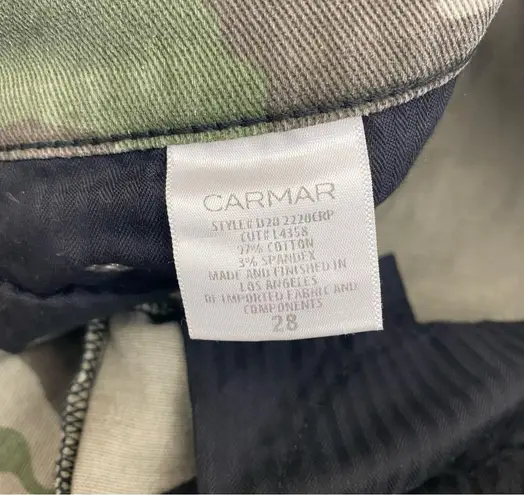 CARMAR
STYLE# D20 2220CRP
CUT# L4358
97% COTTON
3% SPANDEX
MADE AND FINISHED IN
LOS ANGELES
OF IMPORTED FABRIC AND
COMPONENTS
28